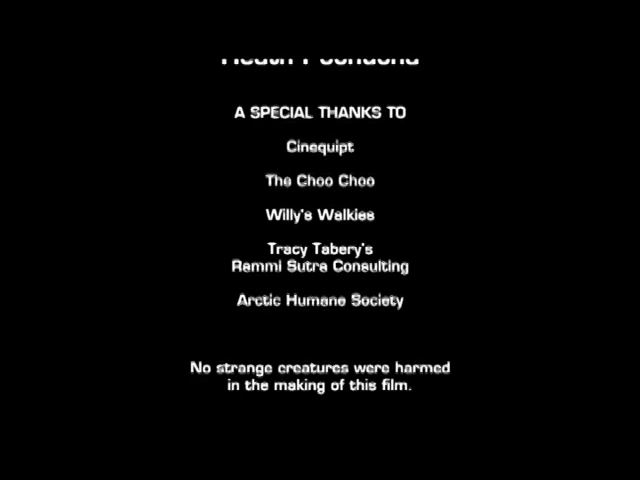 A SPECIAL THANKS TO
Cinequipt
The Choo Choo
Willy's Walkies
Tracy Tabery's
Rammi Sutra Consulting
Arctic Humane Society
No strange creatures were harmed
in the making of this film.